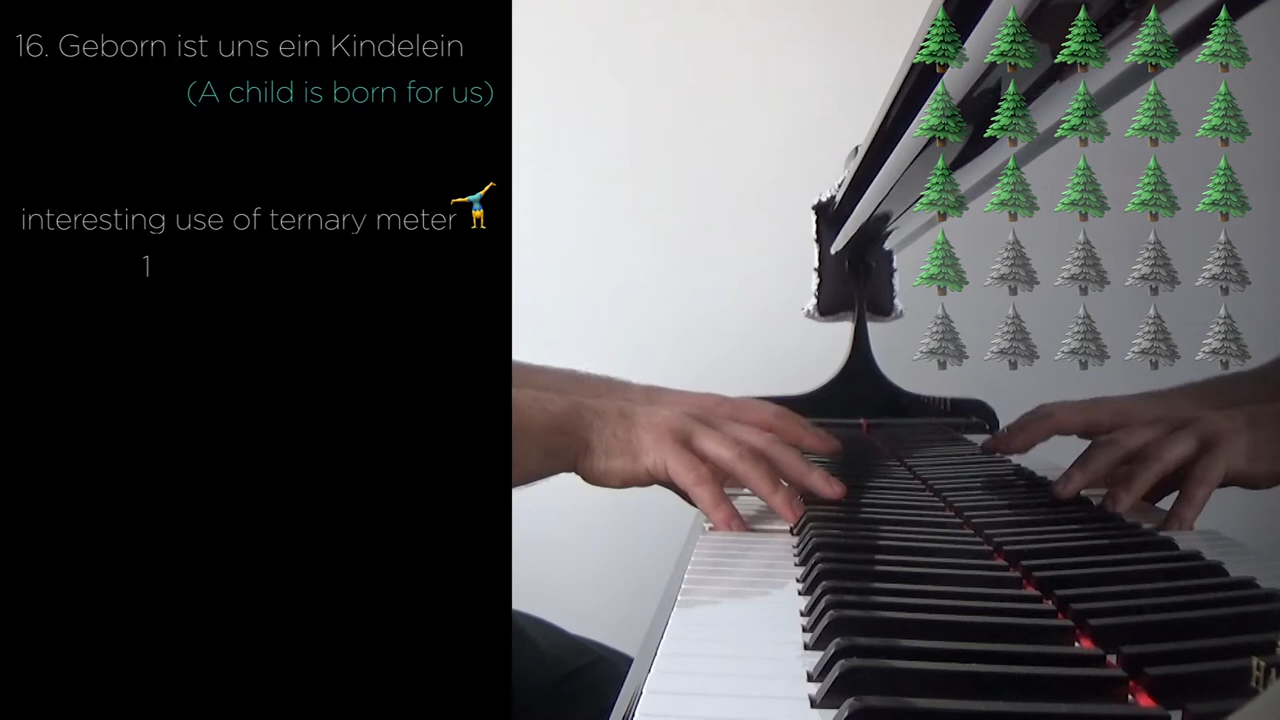 16. Geborn ist uns ein Kindelein
(A child is born for us)
interesting use of ternary meter
1